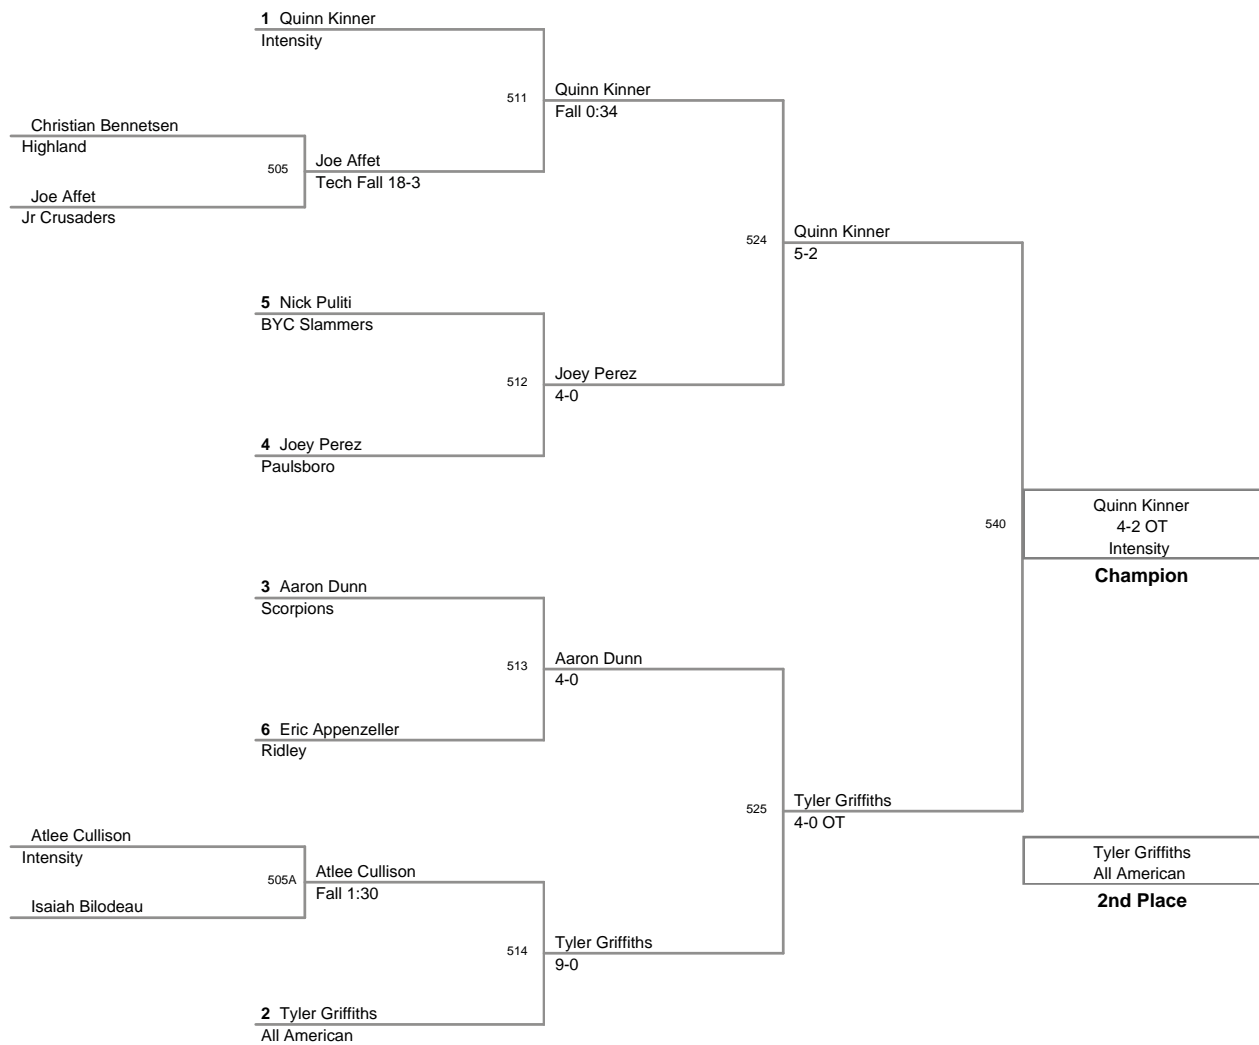 1 Quinn Kinner
Intensity
511
Quinn Kinner
Fall 0:34
Christian Bennetsen
Highland
505
Joe Affet
Tech Fall 18-3
Joe Affet
Jr Crusaders
524
Quinn Kinner
5-2
5 Nick Puliti
BYC Slammers
512
Joey Perez
4-0
4 Joey Perez
Paulsboro
540
Quinn Kinner
4-2 OT
Intensity
Champion
3 Aaron Dunn
Scorpions
513
Aaron Dunn
4-0
6 Eric Appenzeller
Ridley
525
Tyler Griffiths
4-0 OT
Atlee Cullison
Intensity
505A
Atlee Cullison
Fall 1:30
Isaiah Bilodeau
Tyler Griffiths
All American
2nd Place
514
Tyler Griffiths
9-0
2 Tyler Griffiths
All American